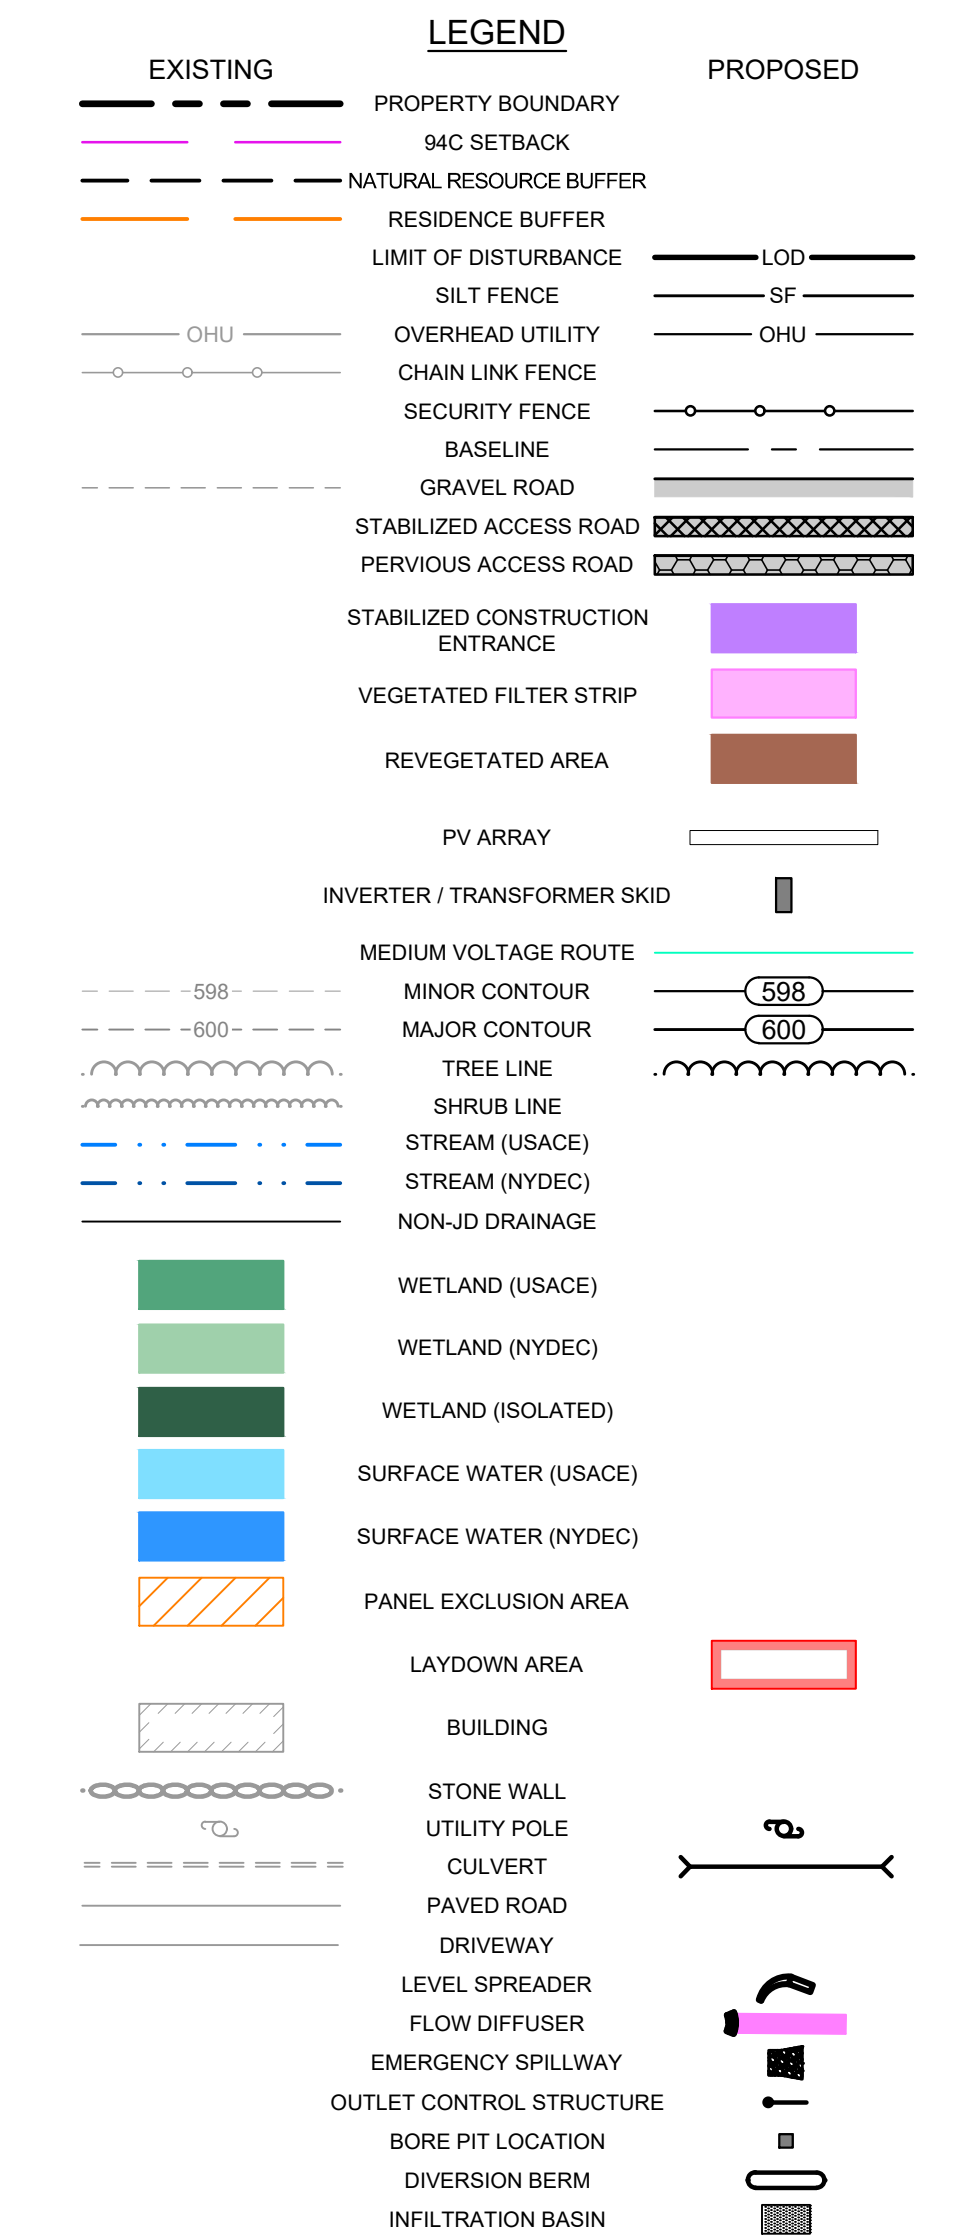 LEGEND
EXISTING PROPOSED
PROPERTY BOUNDARY
94C SETBACK
NATURAL RESOURCE BUFFER
RESIDENCE BUFFER
LIMIT OF DISTURBANCE LOD
SILT FENCE SF
OHU OVERHEAD UTILITY OHU
CHAIN LINK FENCE
SECURITY FENCE
BASELINE
GRAVEL ROAD
STABILIZED ACCESS ROAD
PERVIOUS ACCESS ROAD
STABILIZED CONSTRUCTION
ENTRANCE
VEGETATED FILTER STRIP
REVEGETATED AREA
PV ARRAY
INVERTER / TRANSFORMER SKID
MEDIUM VOLTAGE ROUTE
598 MINOR CONTOUR 598
600 MAJOR CONTOUR 600
TREE LINE
SHRUB LINE
STREAM (USACE)
STREAM (NYDEC)
NON-JD DRAINAGE
WETLAND (USACE)
WETLAND (NYDEC)
WETLAND (ISOLATED)
SURFACE WATER (USACE)
SURFACE WATER (NYDEC)
PANEL EXCLUSION AREA
LAYDOWN AREA
BUILDING
STONE WALL
UTILITY POLE
CULVERT
PAVED ROAD
DRIVEWAY
LEVEL SPREADER
FLOW DIFFUSER
EMERGENCY SPILLWAY
OUTLET CONTROL STRUCTURE
BORE PIT LOCATION
DIVERSION BERM
INFILTRATION BASIN